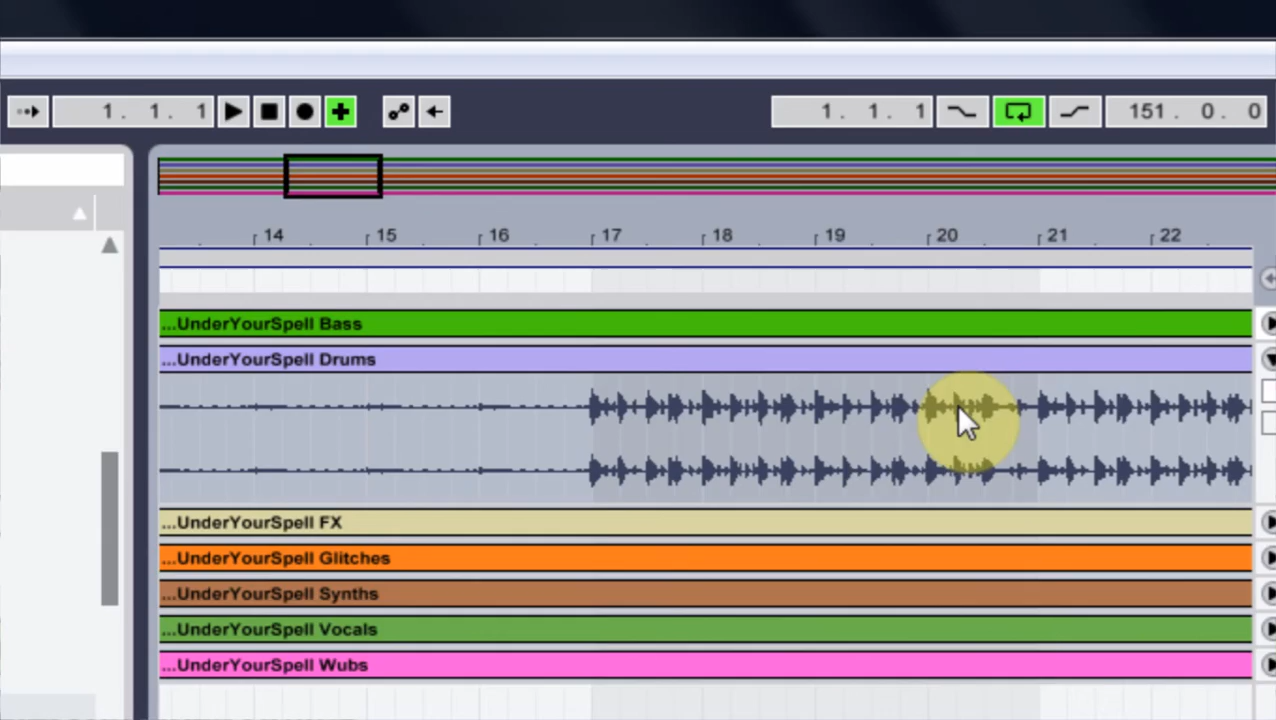 1. 1. 1 1. 1. 1 151. 0. 0
14 15 16 17 18 19 20 21 22
...UnderYourSpell Bass
...UnderYourSpell Drums
...UnderYourSpell FX
...UnderYourSpell Glitches
...UnderYourSpell Synths
...UnderYourSpell Vocals
...UnderYourSpell Wubs